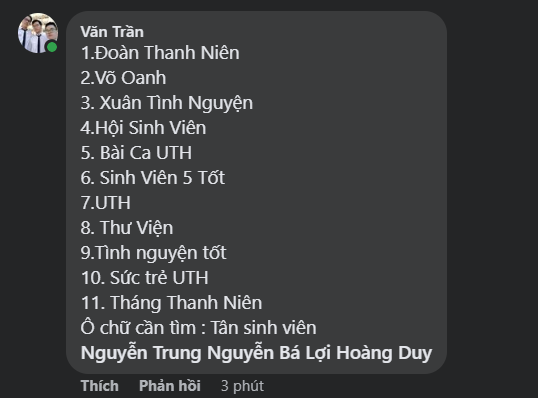 Văn Trần
1.Đoàn Thanh Niên
2.Võ Oanh
3. Xuân Tình Nguyện
4.Hội Sinh Viên
5. Bài Ca UTH
6. Sinh Viên 5 Tốt
7.UTH
8. Thư Viện
9.Tình nguyện tốt
10. Sức trẻ UTH
11. Tháng Thanh Niên
Ô chữ cần tìm : Tân sinh viên
Nguyễn Trung Nguyễn Bá Lợi Hoàng Duy
Thích Phản hồi 3 phút